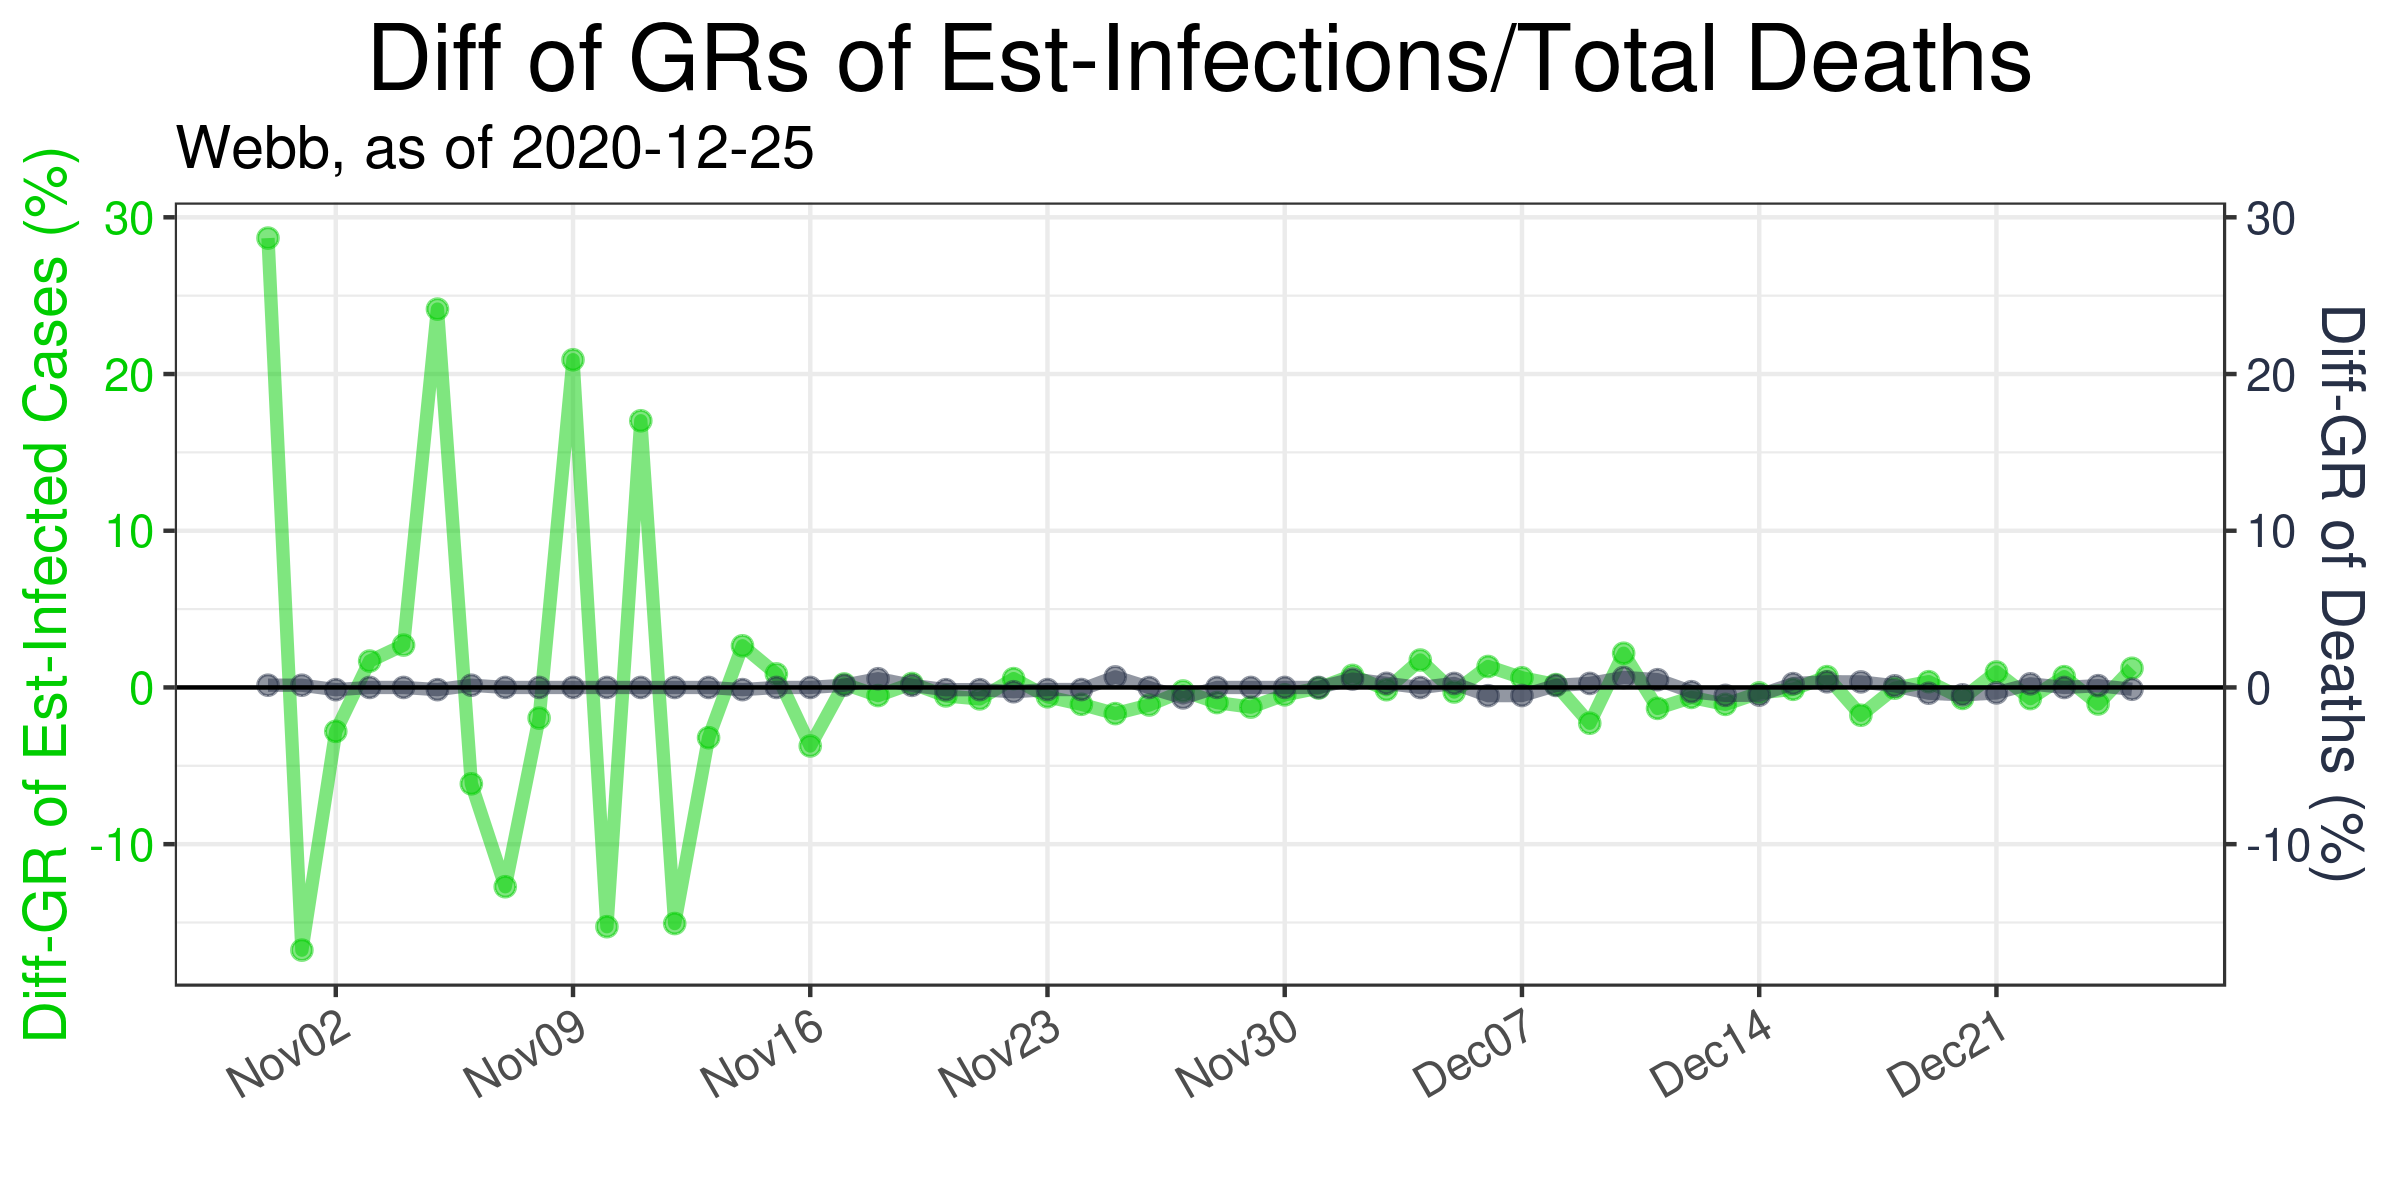 Diff of GRs of Est-Infections/Total Deaths
Webb, as of 2020-12-25
Diff-GR of Est-Infected Cases (%)
30
20
10
0
-10
30
20
10
0
-10
Diff-GR of Deaths (%)
Nov02
Nov09
Nov16
Nov23
Nov30
Dec07
Dec14
Dec21